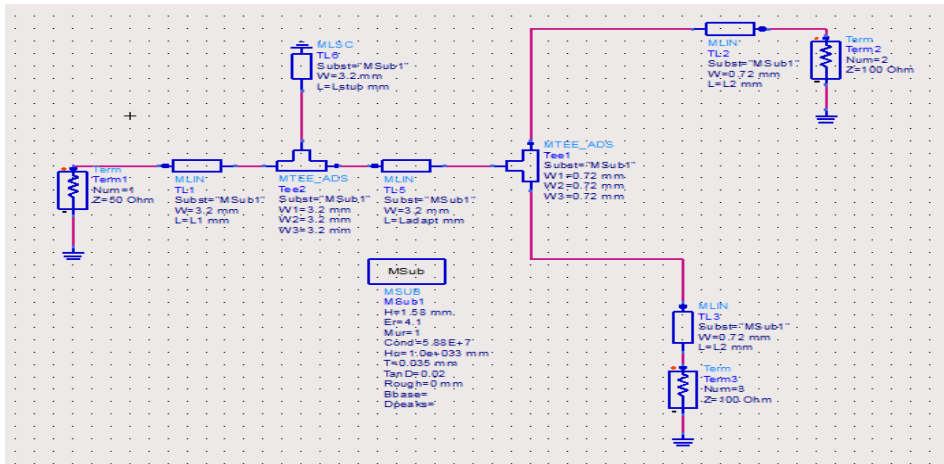 MLSC
TL6
Subst="MSub1"
W=3.2 mm
L=Lstub mm
MLIN
TL2
Subst="MSub1"
W=0.72 mm
L=L2 mm
Term
Term2
Num=2
Z=100 Ohm
Term
Term1
Num=1
Z=50 Ohm
MLIN
TL1
Subst="MSub1"
W=3.2 mm
L=L1 mm
MTEE_ADS
Tee2
Subst="MSub1"
W1=3.2 mm
W2=3.2 mm
W3=3.2 mm
MLIN
TL5
Subst="MSub1"
W=3.2 mm
L=Ladapt mm
MTEE_ADS
Tee1
Subst="MSub1"
W1=0.72 mm
W2=0.72 mm
W3=0.72 mm
MSub
MSUB
MSub1
H=1.58 mm
Er=4.1
Mur=1
Cond=5.88E+7
Hu=1.0e+033 mm
T=0.035 mm
TanD=0.02
Rough=0 mm
Bbase=
Dpeaks=
MLIN
TL3
Subst="MSub1"
W=0.72 mm
L=L2 mm
Term
Term3
Num=3
Z=100 Ohm